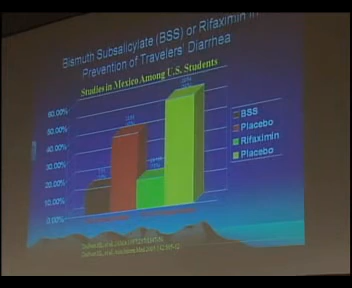 Bismuth Subsalicylate (BSS) or Rifaximin in
Prevention of Travelers' Diarrhea
Studies in Mexico Among U.S. Students
60.00%
50.00%
40.00%
30.00%
20.00%
10.00%
0.00%
BSS
Placebo
Rifaximin
Placebo